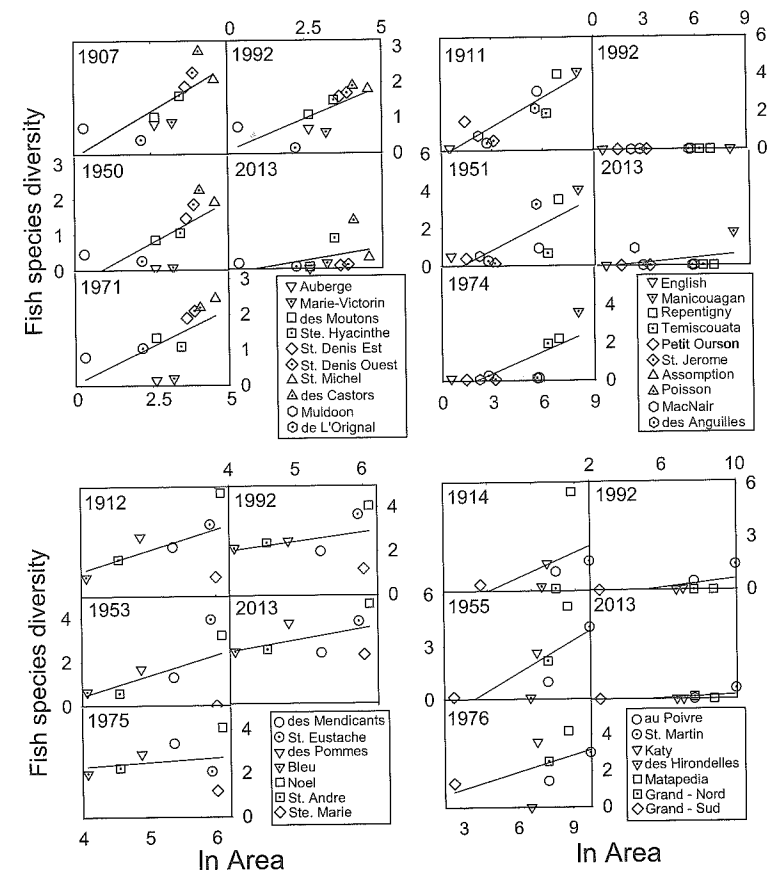 0 2.5 5
0 3 6 9
1907
1992
3
2
1
0
1911
1992
6
4
2
0
Fish species diversity
3
2
1
0
1950
2013
6
4
2
0
1951
2013
1971
3
2
1
0
1974
4
2
0
0 2.5 5
0 3 6 9
Auberge
Marie-Victorin
des Moutons
Ste. Hyacinthe
St. Denis Est
St. Denis Ouest
St. Michel
des Castors
Muldoon
de L'Orignal
English
Manicouagan
Repentigny
Temiscouata
Petit Ourson
St. Jerome
Assomption
Poisson
MacNair
des Anguilles
4 5 6
2 6 10
1912
1992
4
2
0
1914
1992
6
3
0
Fish species diversity
4
2
0
1953
2013
6
3
0
1955
2013
1975
4
2
0
1976
4
2
0
4 5 6
3 6 9
In Area
In Area
des Mendicants
St. Eustache
des Pommes
Bleu
Noel
St. Andre
Ste. Marie
au Poivre
St. Martin
Katy
des Hirondelles
Matapedia
Grand - Nord
Grand - Sud